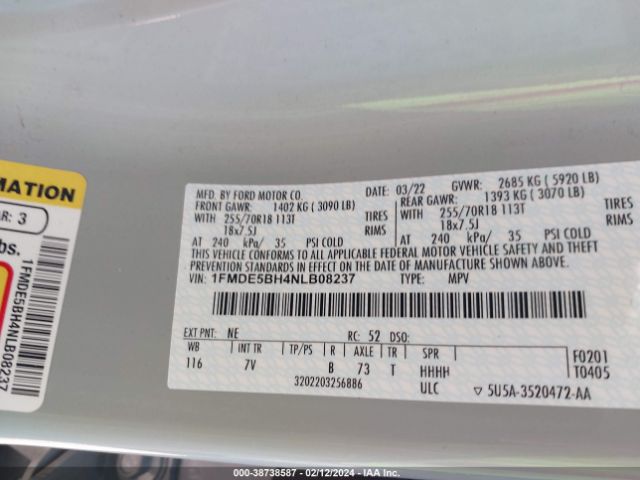 MATION
R: 3
bs.
1FMDE5BH4NLB08237
MFD. BY FORD MOTOR CO.
DATE: 03/22 GVWR: 2685 KG ( 5920 LB)
FRONT GAWR: 1402 KG ( 3090 LB) REAR GAWR: 1393 KG ( 3070 LB)
WITH 255/70R18 113T TIRES WITH 255/70R18 113T TIRES
18x7.5J RIMS 18x7.5J RIMS
AT 240 kPa/ 35 PSI COLD AT 240 kPa/ 35 PSI COLD
THIS VEHICLE CONFORMS TO ALL APPLICABLE FEDERAL MOTOR VEHICLE SAFETY AND THEFT
PREVENTION STANDARDS IN EFFECT ON THE DATE OF MANUFACTURE SHOWN ABOVE.
VIN: 1FMDE5BH4NLB08237 TYPE: MPV
EXT PNT: NE RC: 52 DSO:
WB INT TR TP/PS R AXLE TR SPR F0201
116 7V B 73 T HHHH T0405
3202203256886 ULC 5U5A-3520472-AA
000-38738587 - 02/12/2024 - IAAI.com